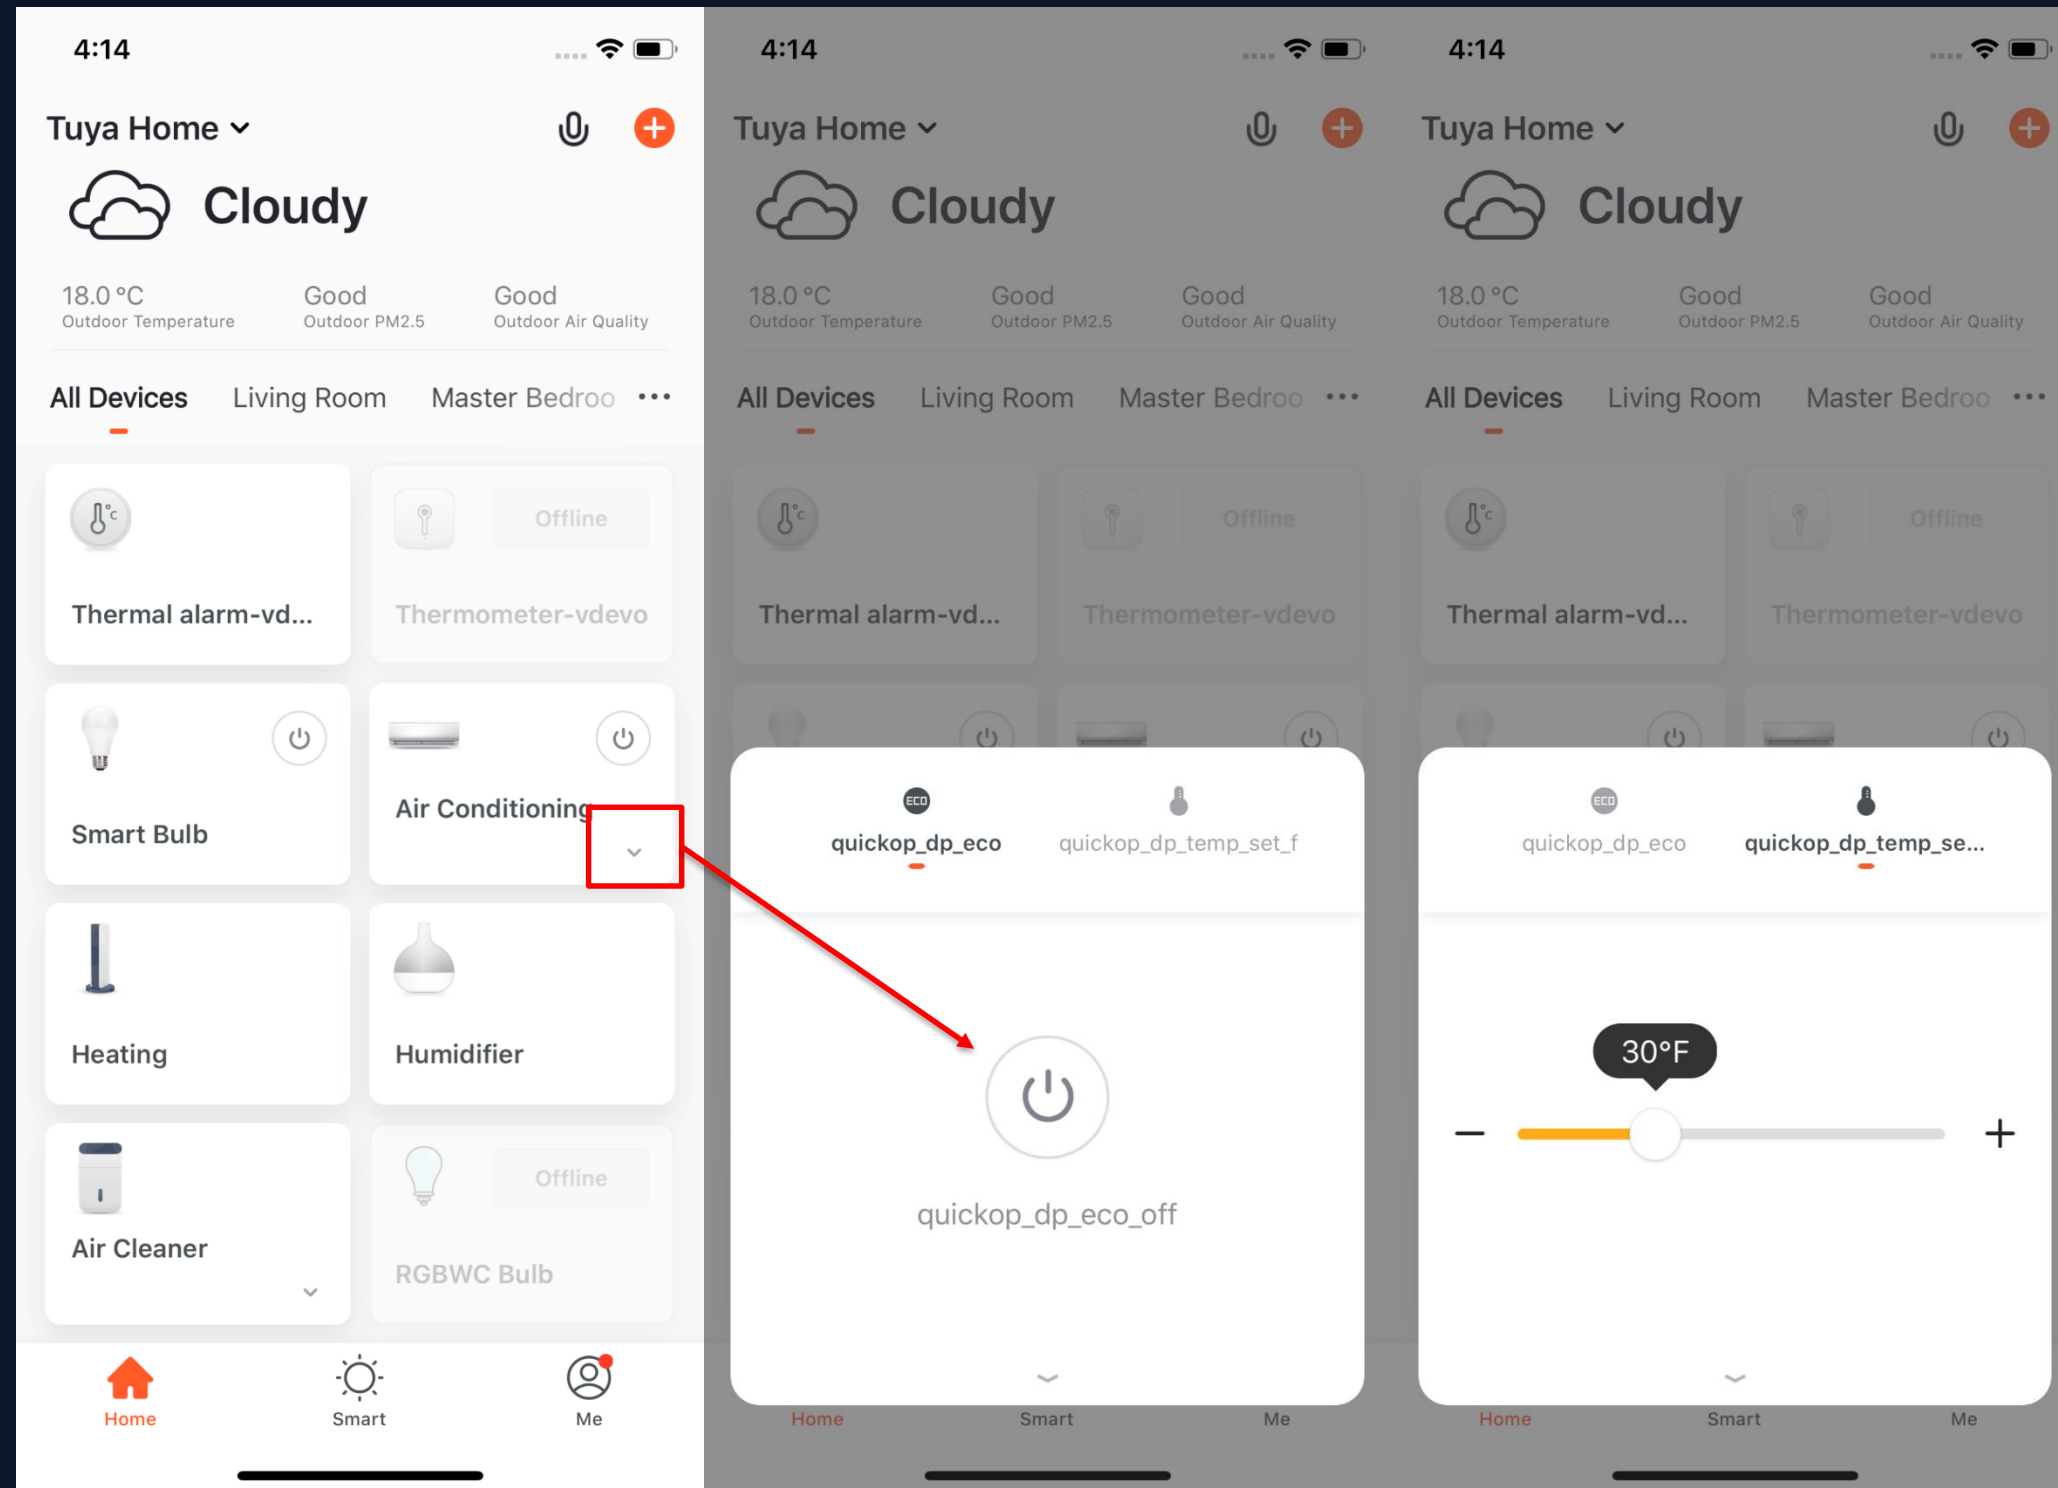 4:14
Tuya Home
Cloudy
18.0 °C Good Good
Outdoor Temperature Outdoor PM2.5 Outdoor Air Quality
All Devices Living Room Master Bedroo
°c Offline
Thermal alarm-vd... Thermometer-vdevo
Smart Bulb Air Conditioning
Heating Humidifier
Offline
Air Cleaner RGBWC Bulb
Home Smart Me
4:14
Tuya Home
Cloudy
18.0 °C Good Good
Outdoor Temperature Outdoor PM2.5 Outdoor Air Quality
All Devices Living Room Master Bedroo
°c Offline
Thermal alarm-vd... Thermometer-vdevo
ECO
quickop_dp_eco quickop_dp_temp_set_f
quickop_dp_eco_off
Home Smart Me
4:14
Tuya Home
Cloudy
18.0 °C Good Good
Outdoor Temperature Outdoor PM2.5 Outdoor Air Quality
All Devices Living Room Master Bedroo
°c Offline
Thermal alarm-vd... Thermometer-vdevo
ECO
quickop_dp_eco quickop_dp_temp_se...
30°F
Home Smart Me